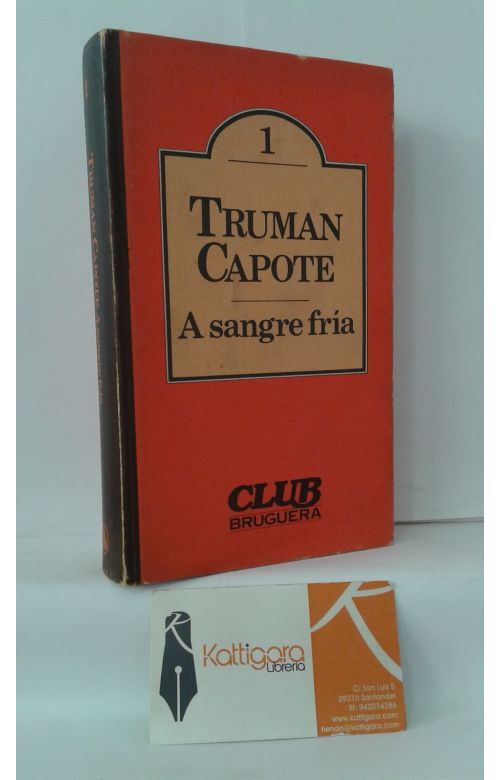 1
TRUMAN
CAPOTE
A sangre fría
CLUB
BRUGUERA
TRUMAN CAPOTE A sangre fría
Kattigara
Librería
C/ San Luis 5
39010 Santander
tlf: 942074286
www.kattigara.com
tienda@kattigara.com